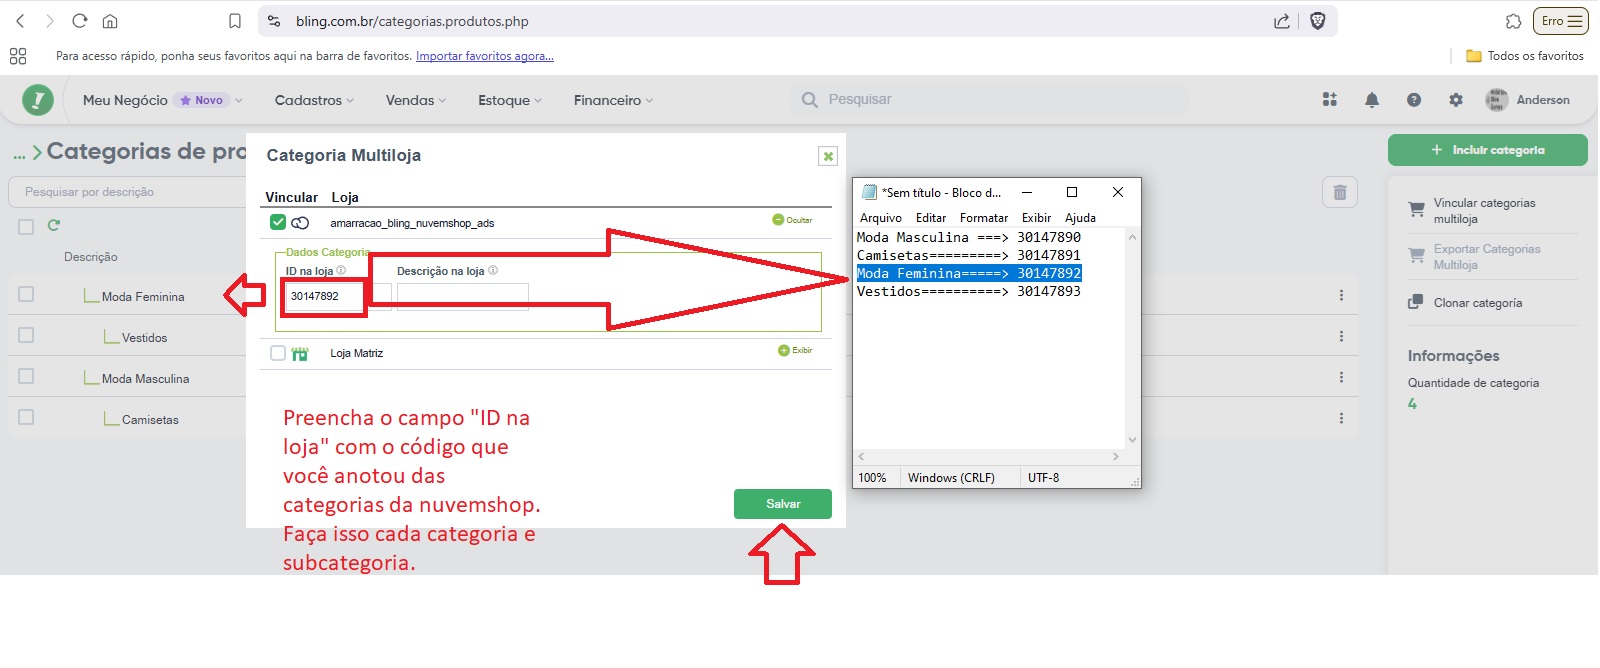 bling.com.br/categorias.produtos.php
Erro
Para acesso rápido, ponha seus favoritos aqui na barra de favoritos. Importar favoritos agora...
Todos os favoritos
Meu Negócio Novo
Cadastros
Vendas
Estoque
Financeiro
Pesquisar
Anderson
... Categorias de pro
Pesquisar por descrição
Descrição
Moda Feminina
Vestidos
Moda Masculina
Camisetas
Categoria Multiloja
Vincular Loja
amarracao_bling_nuvemshop_ads
Ocultar
Dados Categoria
ID na loja
Descrição na loja
30147892
Loja Matriz
Exibir
Preencha o campo "ID na
loja" com o código que
você anotou das
categorias da nuvemshop.
Faça isso cada categoria e
subcategoria.
Salvar
*Sem título - Bloco d...
Arquivo Editar Formatar Exibir Ajuda
Moda Masculina ===> 30147890
Camisetas=========> 30147891
Moda Feminina=====> 30147892
Vestidos==========> 30147893
100% Windows (CRLF) UTF-8
+ Incluir categoria
Vincular categorias
multiloja
Exportar Categorias
Multiloja
Clonar categoría
Informações
Quantidade de categoria
4